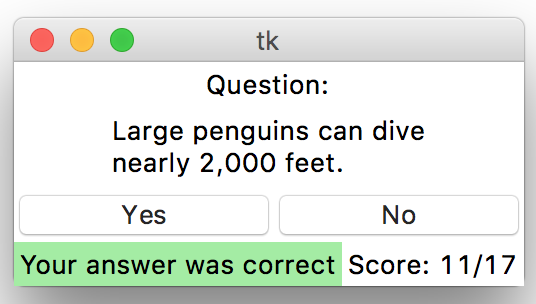 tk
Question:
Large penguins can dive
nearly 2,000 feet.
Yes
No
Your answer was correct
Score: 11/17